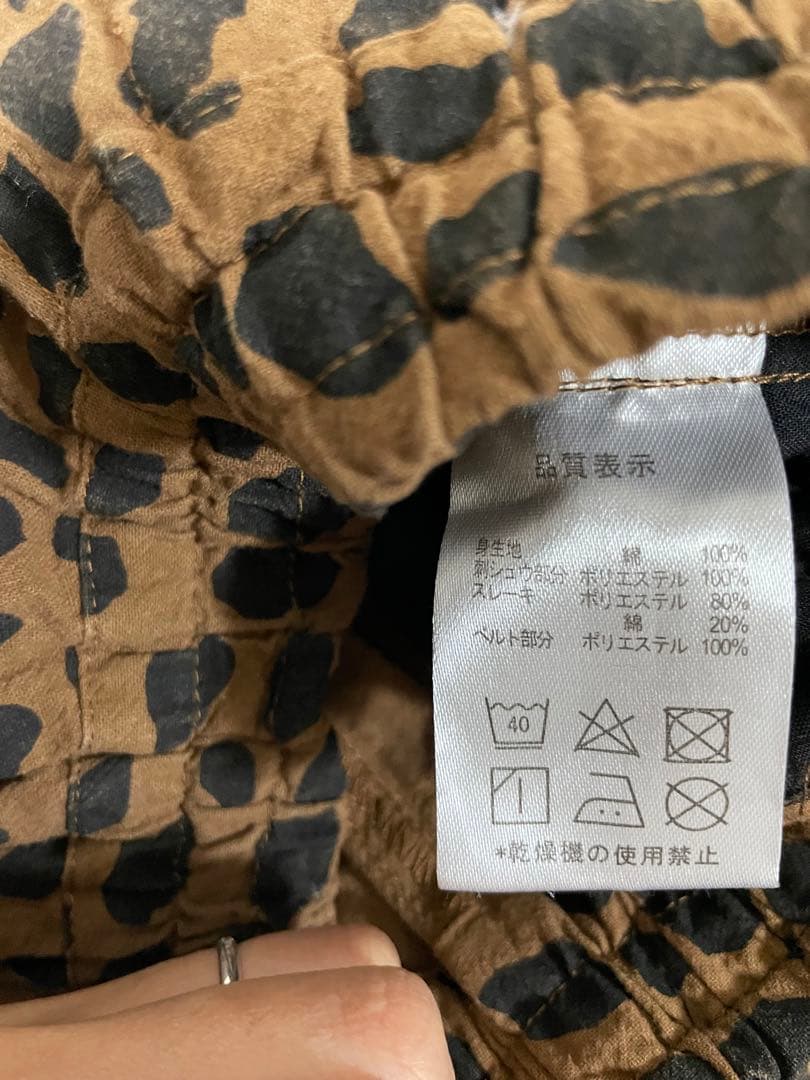 品質表示
身生地 綿 100%
刺シュウ部分 ポリエステル 100%
スレーキ ポリエステル 80%
綿 20%
ベルト部分 ポリエステル 100%
40
*乾燥機の使用禁止